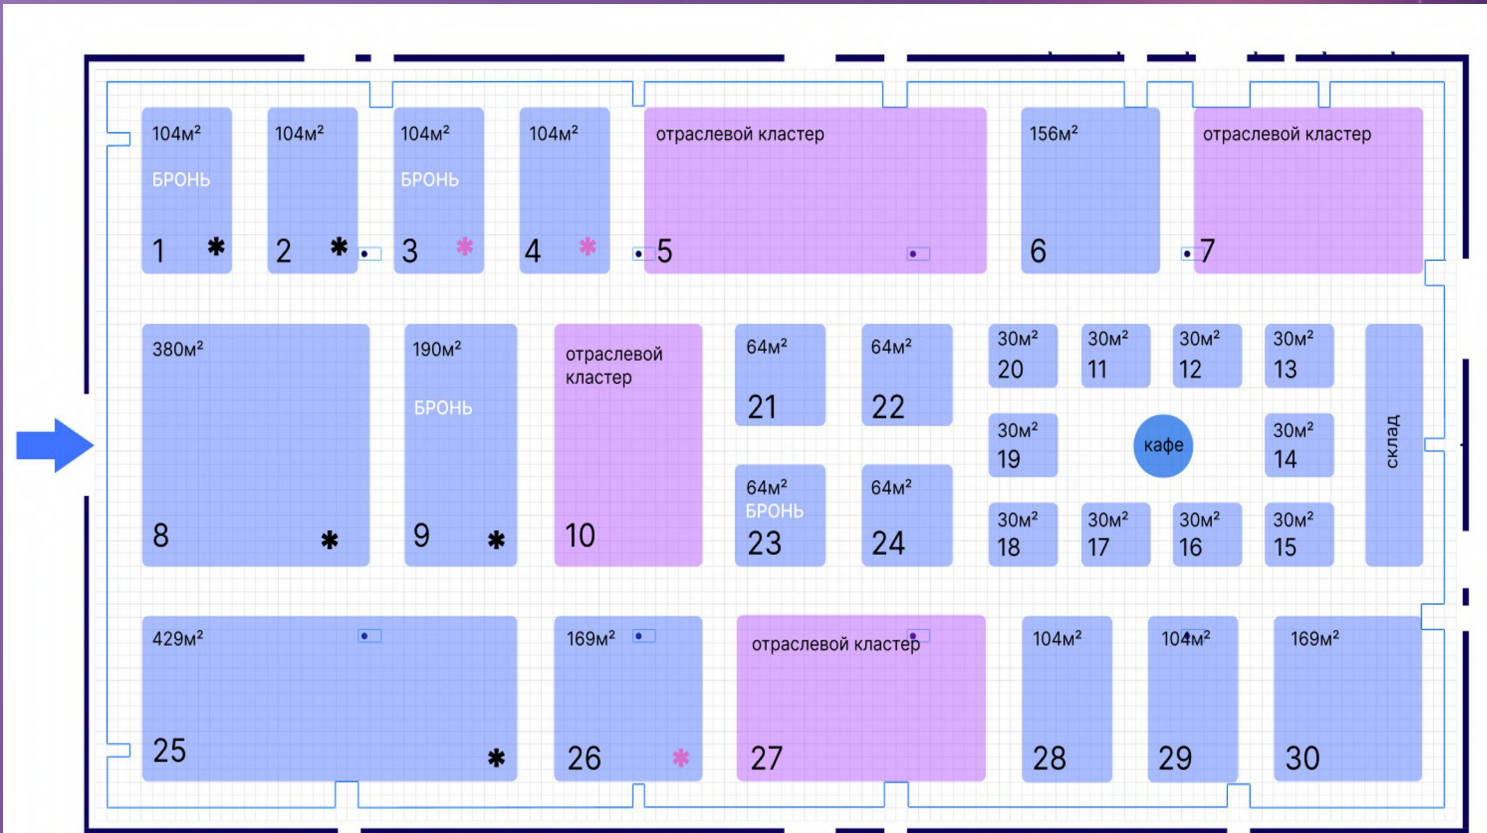 104м²
БРОНЬ
1 *
104м²
2 *
104м²
БРОНЬ
3 *
104м²
4 *
отраслевой кластер
5
156м²
6
отраслевой кластер
7
380м²
8 *
190м²
БРОНЬ
9 *
отраслевой
кластер
10
64м²
21
64м²
22
64м²
БРОНЬ
23
64м²
24
30м²
20
30м²
11
30м²
12
30м²
13
30м²
19
кафе
30м²
14
30м²
18
30м²
17
30м²
16
30м²
15
склад
429м²
25 *
169м²
26 *
отраслевой кластер
27
104м²
28
104м²
29
169м²
30